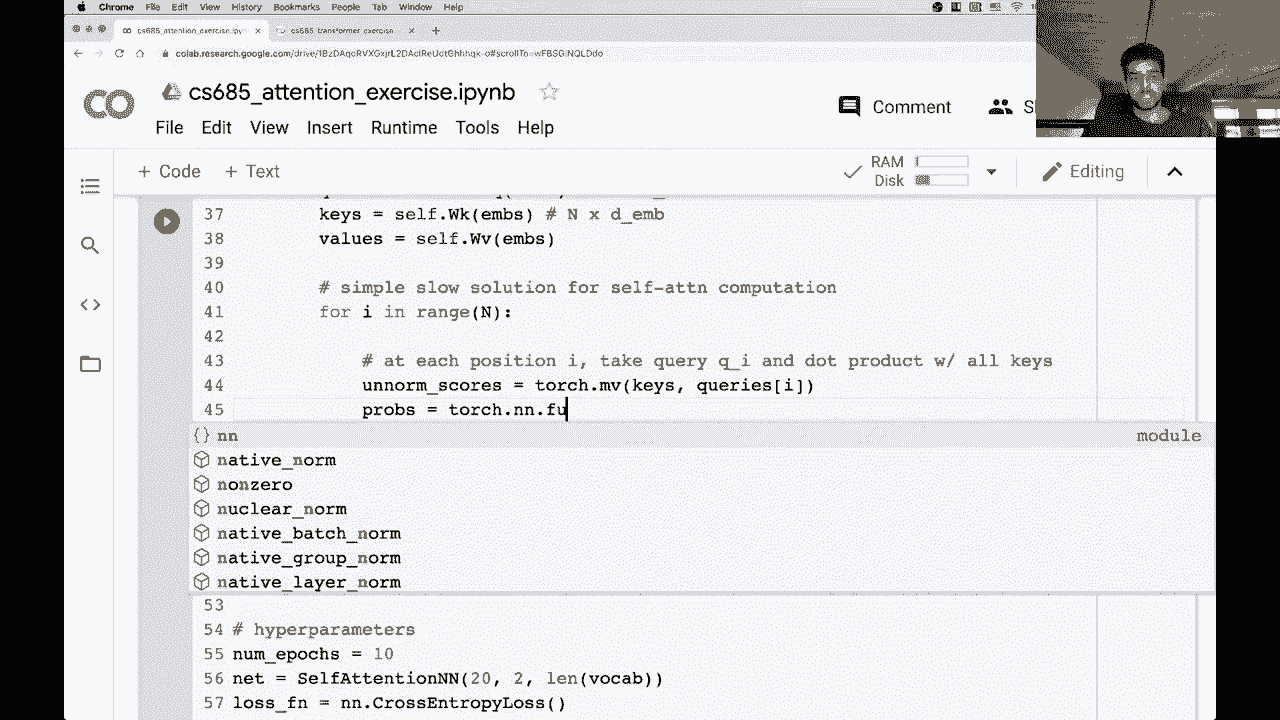 Chrome File Edit View History Bookmarks People Tab Window Help
cs685_attention_exercise.ipyn × cs685_transformer_exercise × +
colab.research.google.com/drive/
CO cs685_attention_exercise.ipynb
Comment
File Edit View Insert Runtime Tools Help
+ Code + Text
RAM
Disk
Editing
37 keys = self.Wk(embs) # N x d_emb
38 values = self.Wv(embs)
39
40 # simple slow solution for self-attn computation
41 for i in range(N):
42
43 # at each position i, take query q_i and dot product w/ all keys
44 unnorm_scores = torch.mv(keys, queries[i])
45 probs = torch.nn.fu
{} nn module
native_norm
nonzero
nuclear_norm
native_batch_norm
native_group_norm
native_layer_norm
53
54 # hyperparameters
55 num_epochs = 10
56 net = SelfAttentionNN(20, 2, len(vocab))
57 loss_fn = nn.CrossEntropyLoss()